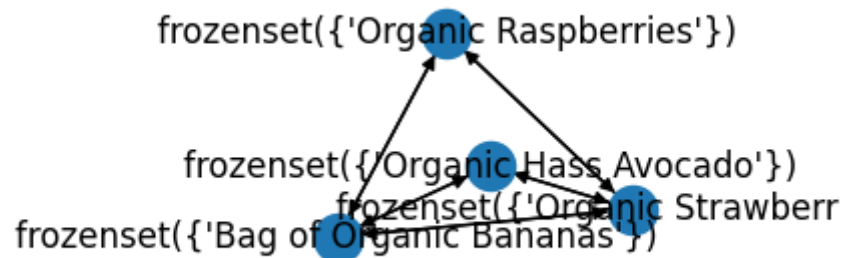 frozenset({'Organic Raspberries'})
frozenset({'Organic Hass Avocado'})
frozenset({'Organic Strawberr
frozenset({'Bag of Organic Bananas'})